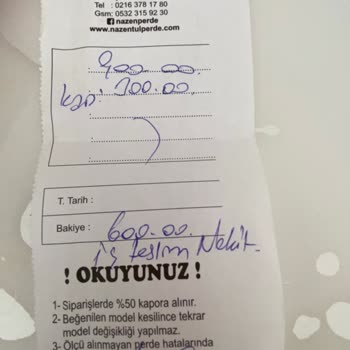 Tel : 0216 378 17 80
Gsm: 0532 315 92 30
nazenperde
www.nazentulperde.com
900.00.
kap: 300.00.
T. Tarih :
Bakiye : 600.00.
iş teslim Nakit.
! OKUYUNUZ !
1- Siparişlerde %50 kapora alınır.
2- Beğenilen model kesilince tekrar
model değişikliği yapılmaz.
3- Ölçü alınmayan perde hatalarında